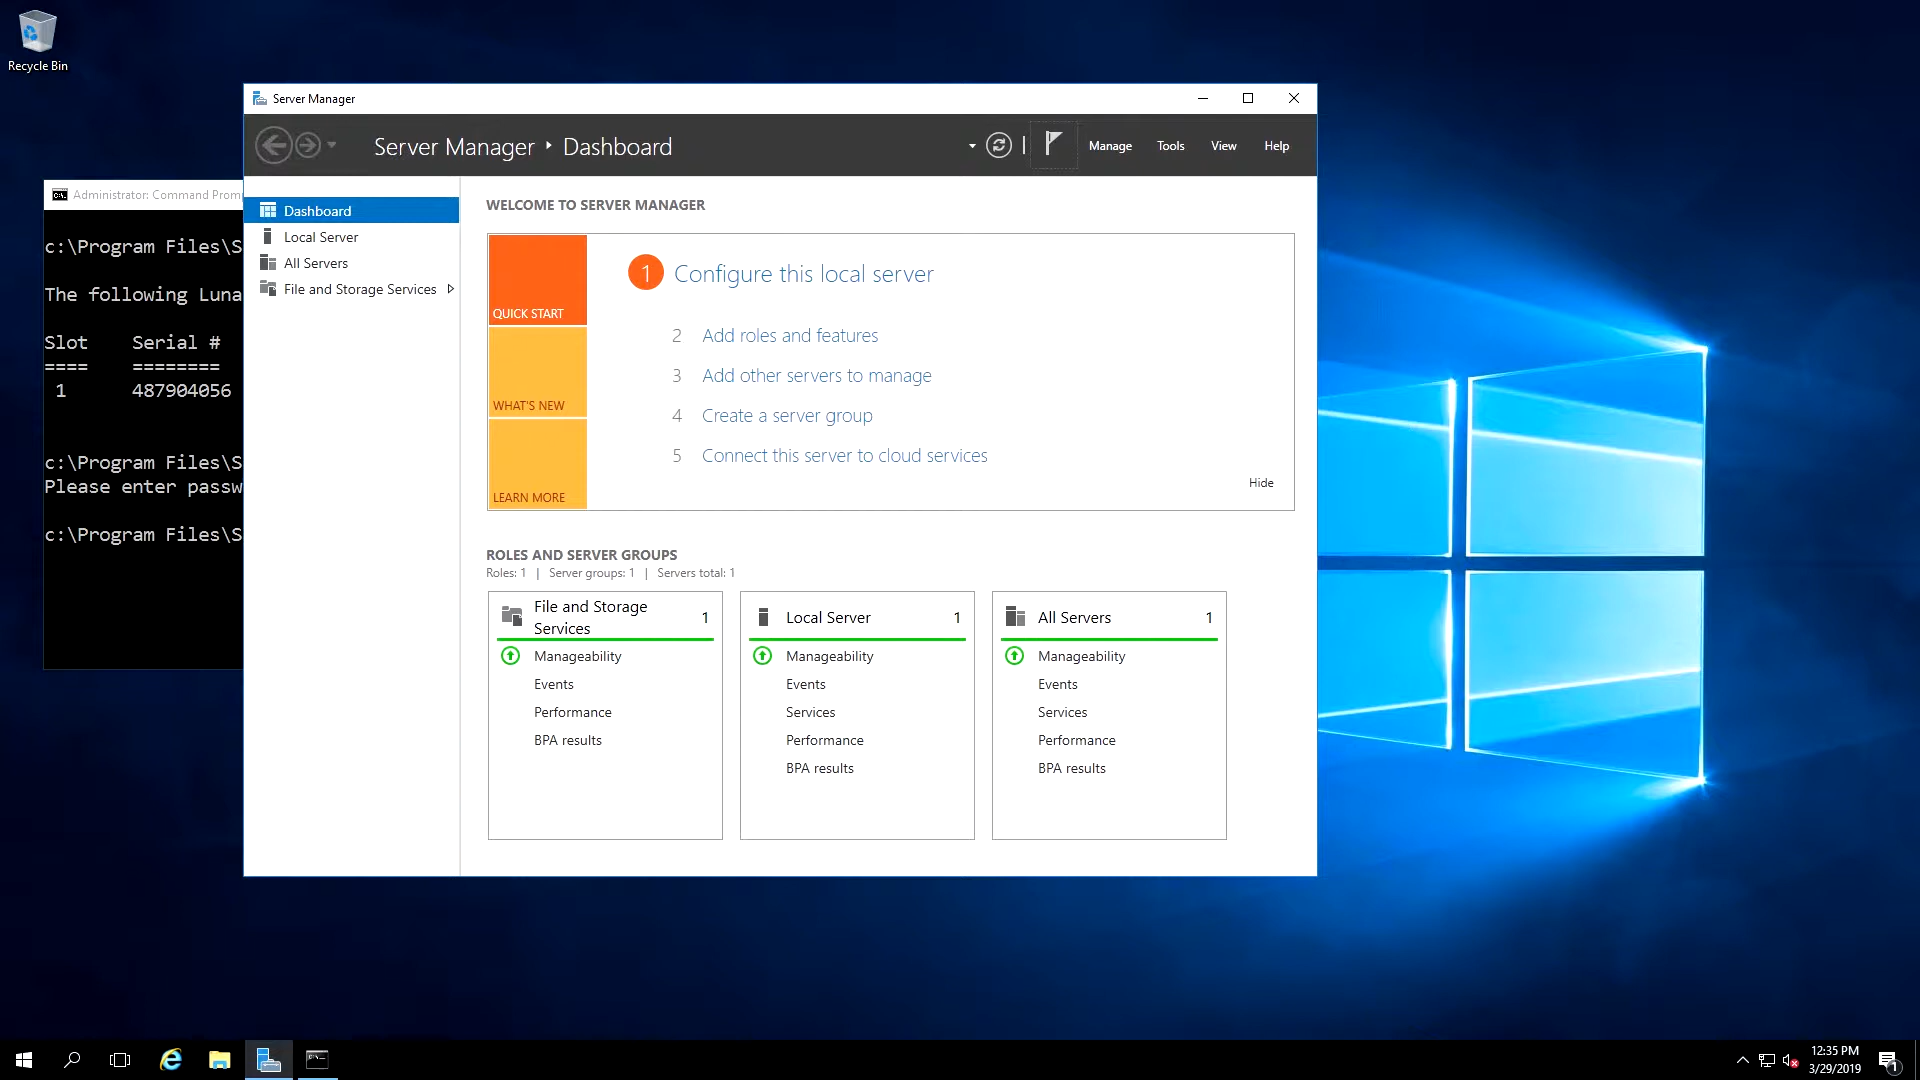 Recycle Bin
Server Manager
Server Manager Dashboard
Manage Tools View Help
Administrator: Command Prom
c:\Program Files\S
The following Luna
Slot Serial #
==== ========
1 487904056
c:\Program Files\S
Please enter passw
c:\Program Files\S
Dashboard
Local Server
All Servers
File and Storage Services
WELCOME TO SERVER MANAGER
QUICK START
WHAT'S NEW
LEARN MORE
1 Configure this local server
2 Add roles and features
3 Add other servers to manage
4 Create a server group
5 Connect this server to cloud services
Hide
ROLES AND SERVER GROUPS
Roles: 1 | Server groups: 1 | Servers total: 1
File and Storage
Services 1
Manageability
Events
Performance
BPA results
Local Server 1
Manageability
Events
Services
Performance
BPA results
All Servers 1
Manageability
Events
Services
Performance
BPA results
12:35 PM
3/29/2019
1